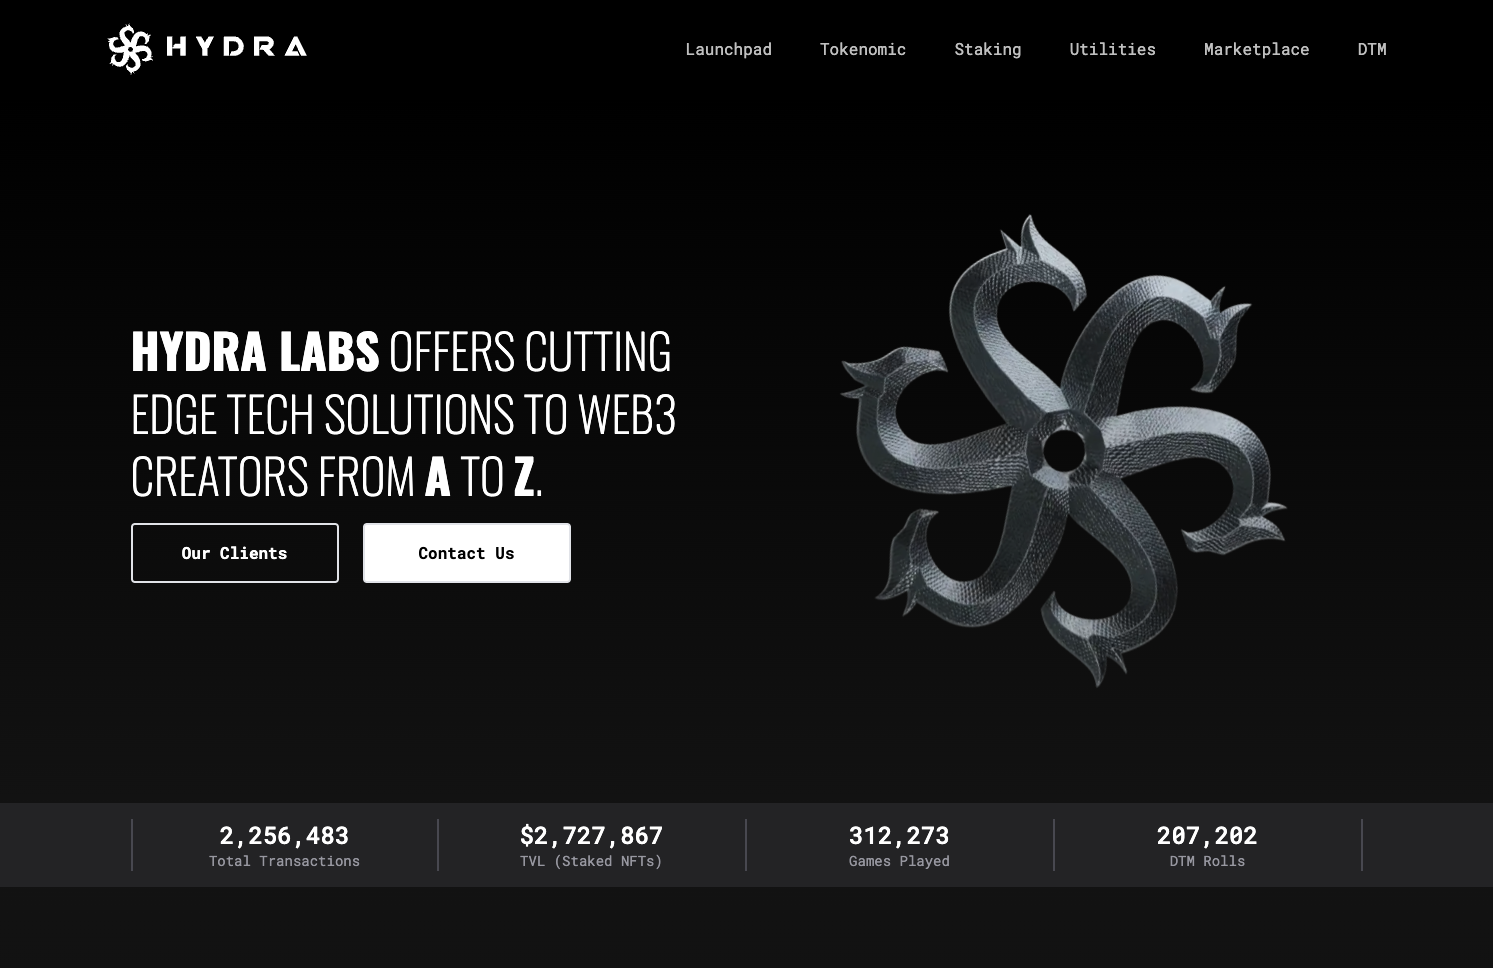 HYDRA
Launchpad
Tokenomic
Staking
Utilities
Marketplace
DTM
HYDRA LABS OFFERS CUTTING
EDGE TECH SOLUTIONS TO WEB3
CREATORS FROM A TO Z.
Our Clients
Contact Us
2,256,483
Total Transactions
$2,727,867
TVL (Staked NFTs)
312,273
Games Played
207,202
DTM Rolls